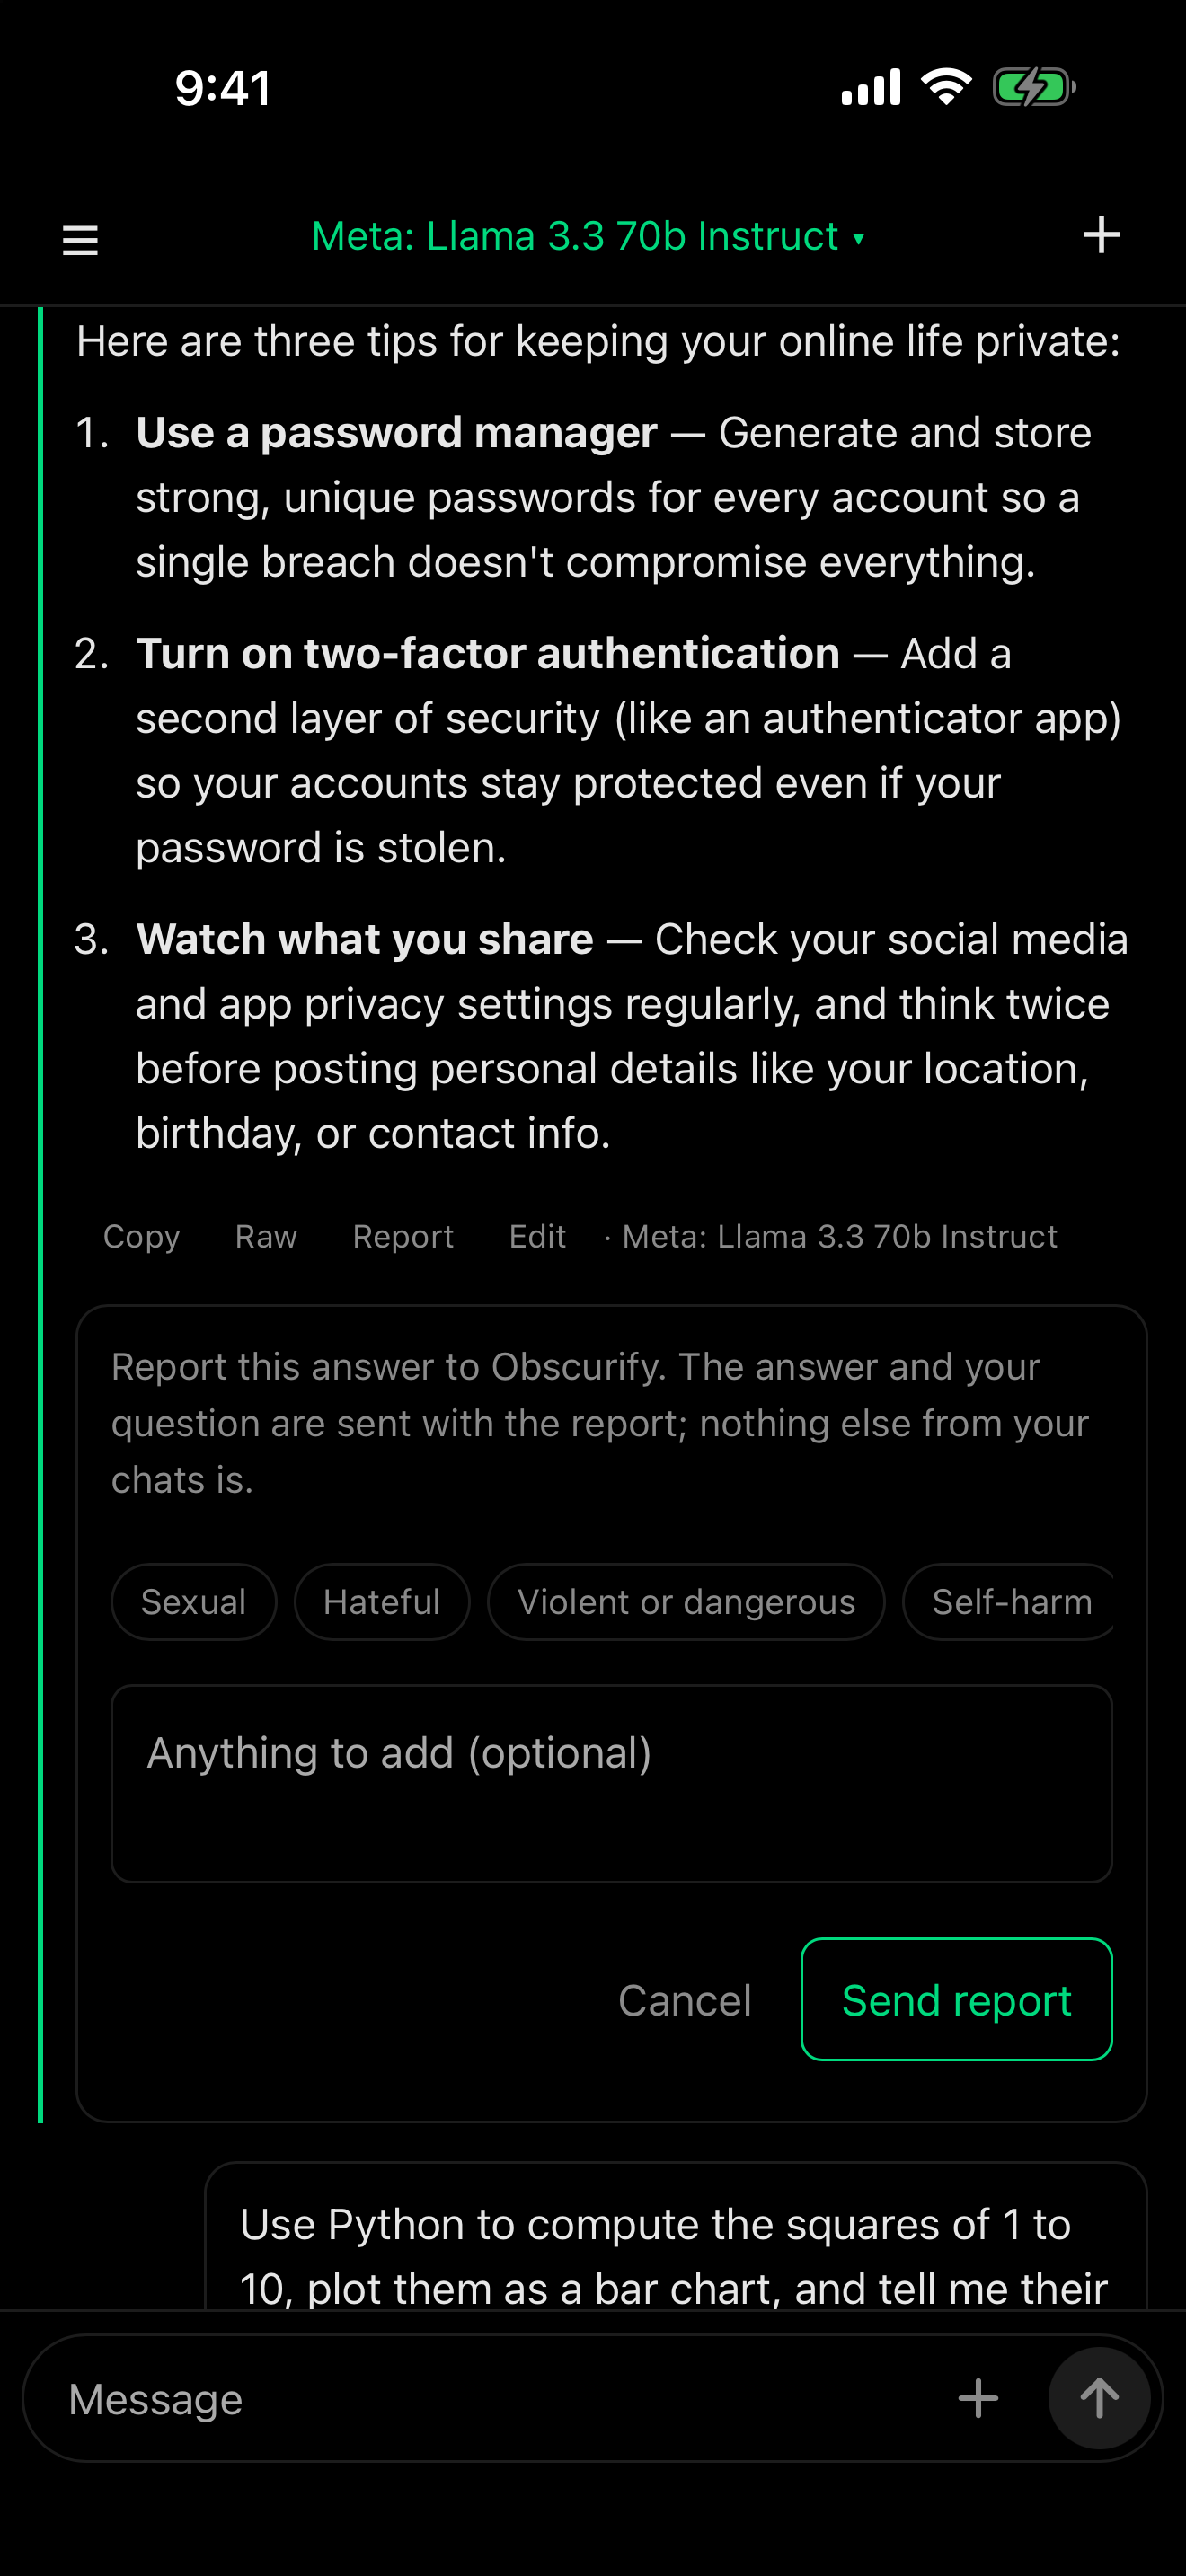 9:41
Meta: Llama 3.3 70b Instruct ▾
Here are three tips for keeping your online life private:
1. Use a password manager — Generate and store
strong, unique passwords for every account so a
single breach doesn't compromise everything.
2. Turn on two-factor authentication — Add a
second layer of security (like an authenticator app)
so your accounts stay protected even if your
password is stolen.
3. Watch what you share — Check your social media
and app privacy settings regularly, and think twice
before posting personal details like your location,
birthday, or contact info.
Copy Raw Report Edit · Meta: Llama 3.3 70b Instruct
Report this answer to Obscurify. The answer and your
question are sent with the report; nothing else from your
chats is.
Sexual Hateful Violent or dangerous Self-harm
Anything to add (optional)
Cancel Send report
Use Python to compute the squares of 1 to
10, plot them as a bar chart, and tell me their
Message